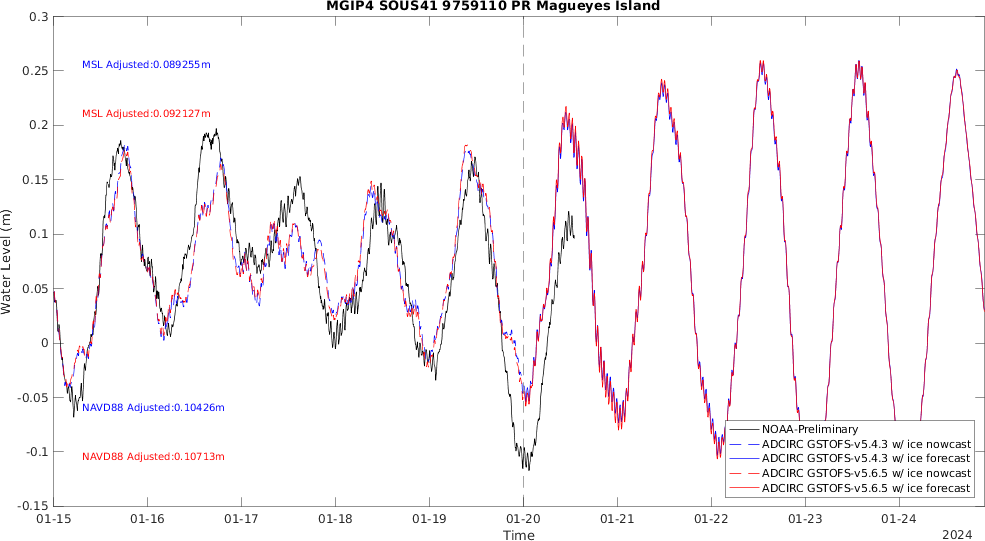 MGIP4 SOUS41 9759110 PR Magueyes Island
0.3
0.25
0.2
0.15
0.1
0.05
0
-0.05
-0.1
-0.15
Water Level (m)
MSL Adjusted:0.089255m
MSL Adjusted:0.092127m
NAVD88 Adjusted:0.10426m
NAVD88 Adjusted:0.10713m
NOAA-Preliminary
ADCIRC GSTOFS-v5.4.3 w/ ice nowcast
ADCIRC GSTOFS-v5.4.3 w/ ice forecast
ADCIRC GSTOFS-v5.6.5 w/ ice nowcast
ADCIRC GSTOFS-v5.6.5 w/ ice forecast
01-15 01-16 01-17 01-18 01-19 01-20 01-21 01-22 01-23 01-24
Time
2024